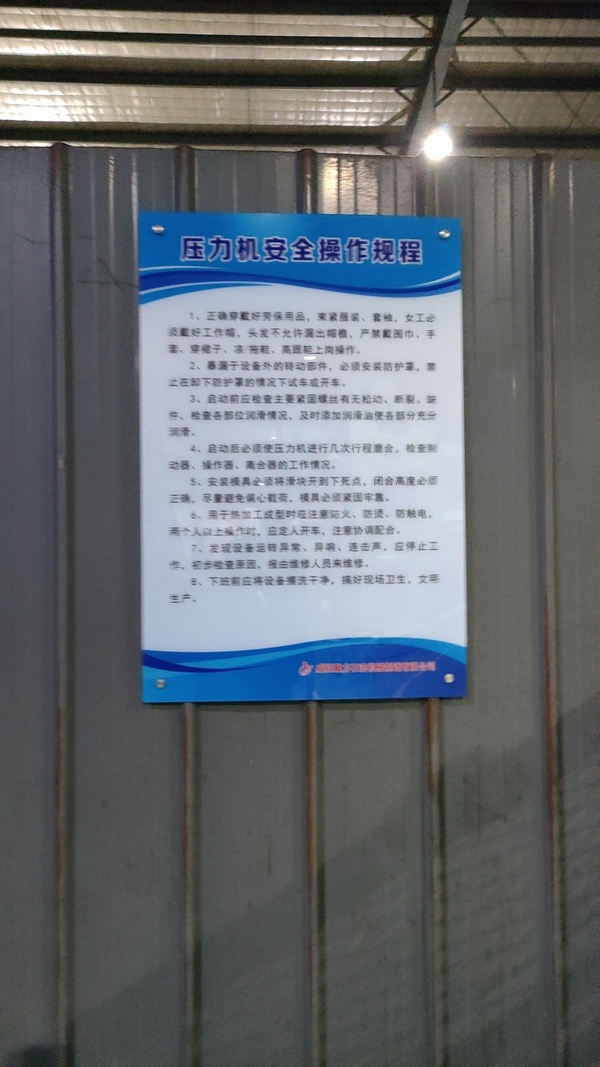 压力机安全操作规程
1、正确穿戴好劳保用品，束紧服装、套袖，女工必
须戴好工作帽，头发不允许漏出帽檐，严禁戴围巾、手
套、穿裙子、凉/拖鞋、高跟鞋上岗操作。
2、暴漏于设备外的转动部件，必须安装防护罩，禁
止在卸下防护罩的情况下试车或开车。
3、启动前应检查主要紧固螺丝有无松动、断裂、缺
件、检查各部位润滑情况，及时添加润滑油使各部分充分
润滑。
4、启动后必须使压力机进行几次行程磨合，检查制
动器、操作器、离合器的工作情况。
5、安装模具必须将滑块开到下死点，闭合高度必须
正确、尽量避免偏心载荷，模具必须紧固牢靠。
6、用于热加工成型时应注意防火、防烫、防触电，
两个人以上操作时，应定人开车，注意协调配合。
7、发现设备运转异常、异响、连击声，应停止工
作、初步检查原因，报由维修人员来维修。
8、下班前应将设备擦洗干净，搞好现场卫生，文明
生产。
机械制造有限公司